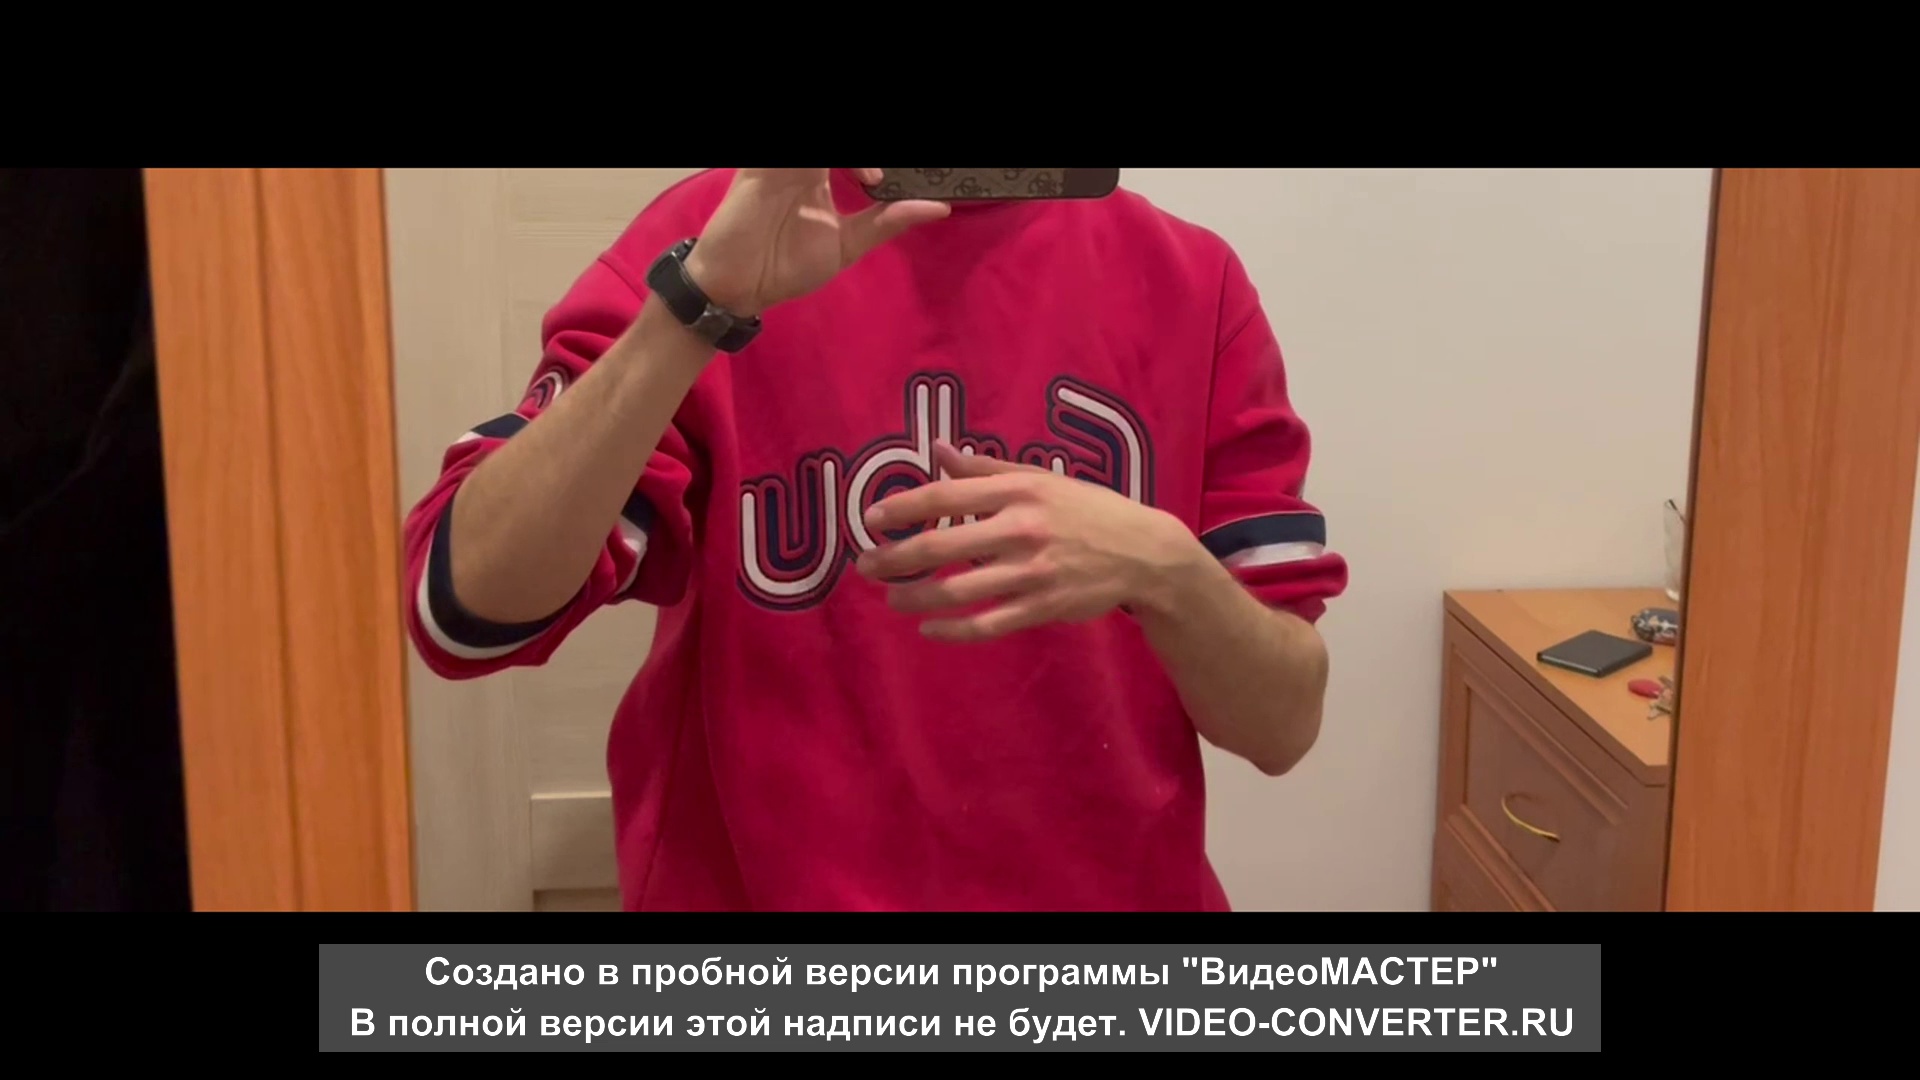 Создано в пробной версии программы "ВидеоМАСТЕР"
В полной версии этой надписи не будет. VIDEO-CONVERTER.RU